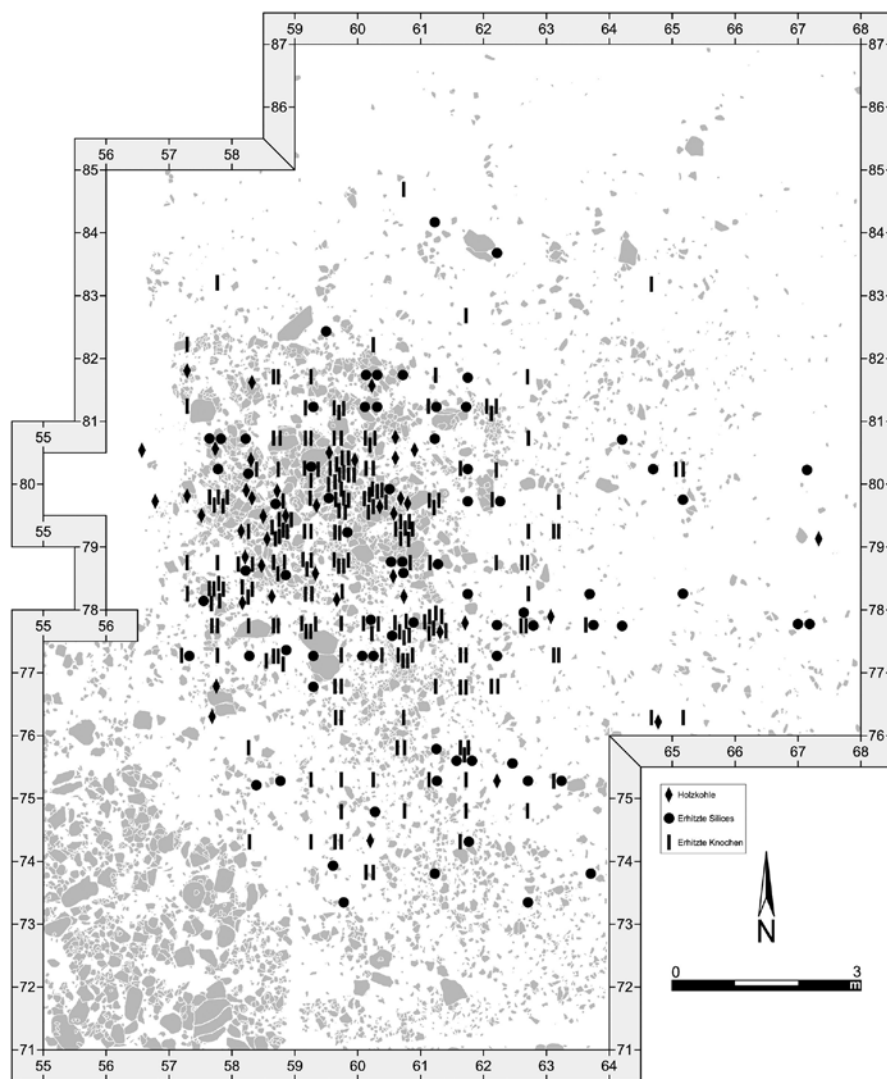 59 60 61 62 63 64 65 66 67 68
87 87
86 86
56 57 58
85 85
84 84
83 83
82 82
81 81
55
80 80
55
79 79
78 78
55 56
77 77
76 76
65 66 67 68
75
74
73
72
71 71
75
74
73
72
Holzkohle
Erhitzte Silices
Erhitzte Knochen
N
0 3
m
55 56 57 58 59 60 61 62 63 64